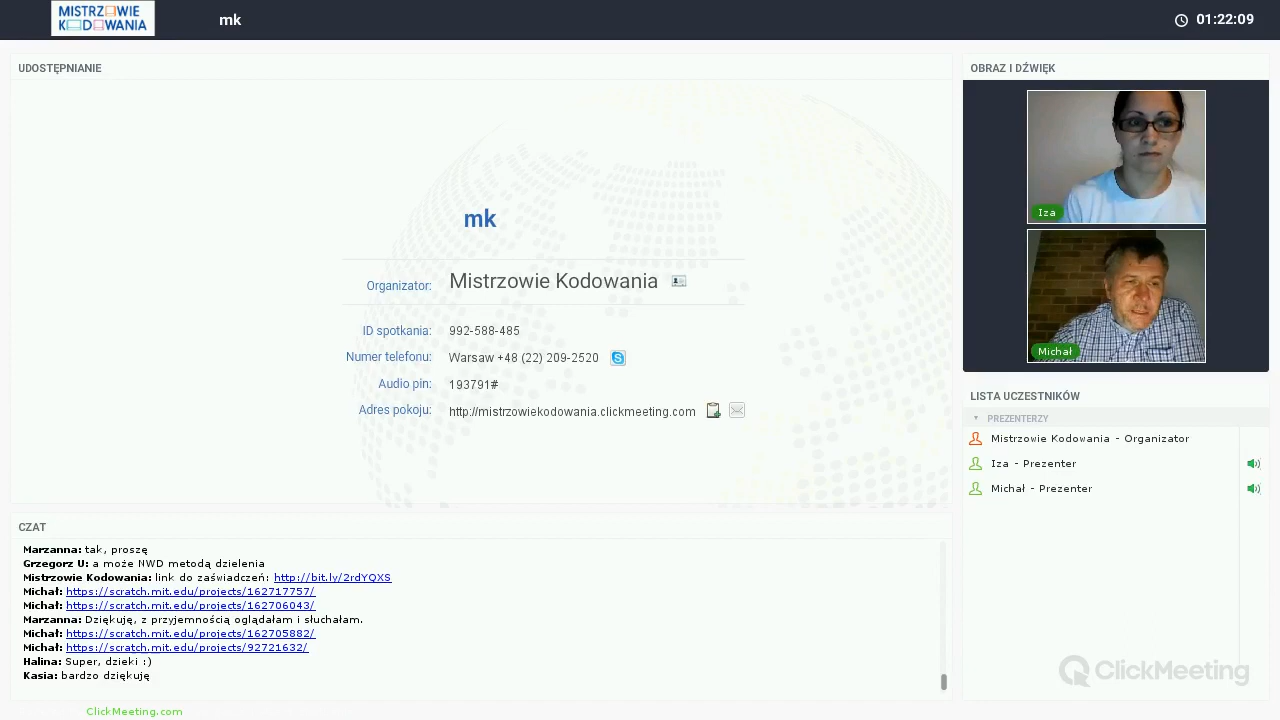 MISTRZOWIE
KODOWANIA
mk
01:22:09
UDOSTĘPNIANIE
mk
Organizator: Mistrzowie Kodowania
ID spotkania: 992-588-485
Numer telefonu: Warsaw +48 (22) 209-2520
Audio pin: 193791#
Adres pokoju: http://mistrzowiekodowania.clickmeeting.com
OBRAZ I DŹWIĘK
Iza
Michał
LISTA UCZESTNIKÓW
PREZENTERZY
Mistrzowie Kodowania - Organizator
Iza - Prezenter
Michał - Prezenter
ClickMeeting
CZAT
Marzanna: tak, proszę
Grzegorz U: a może NWD metodą dzielenia
Mistrzowie Kodowania: link do zaświadczeń: http://bit.ly/2rdYQXS
Michał: https://scratch.mit.edu/projects/162717757/
Michał: https://scratch.mit.edu/projects/162706043/
Marzanna: Dziękuję, z przyjemnością oglądałam i słuchałam.
Michał: https://scratch.mit.edu/projects/162705882/
Michał: https://scratch.mit.edu/projects/92721632/
Halina: Super, dzieki :)
Kasia: bardzo dziękuję
ClickMeeting.com